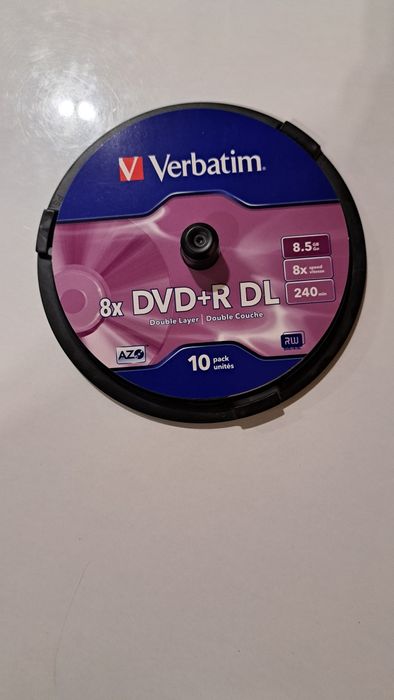 Verbatim.
8.5 GB Go
8x speed vitesse
240 min
8x DVD+R DL
Double Layer | Double Couche
AZO
10 pack unités
RW